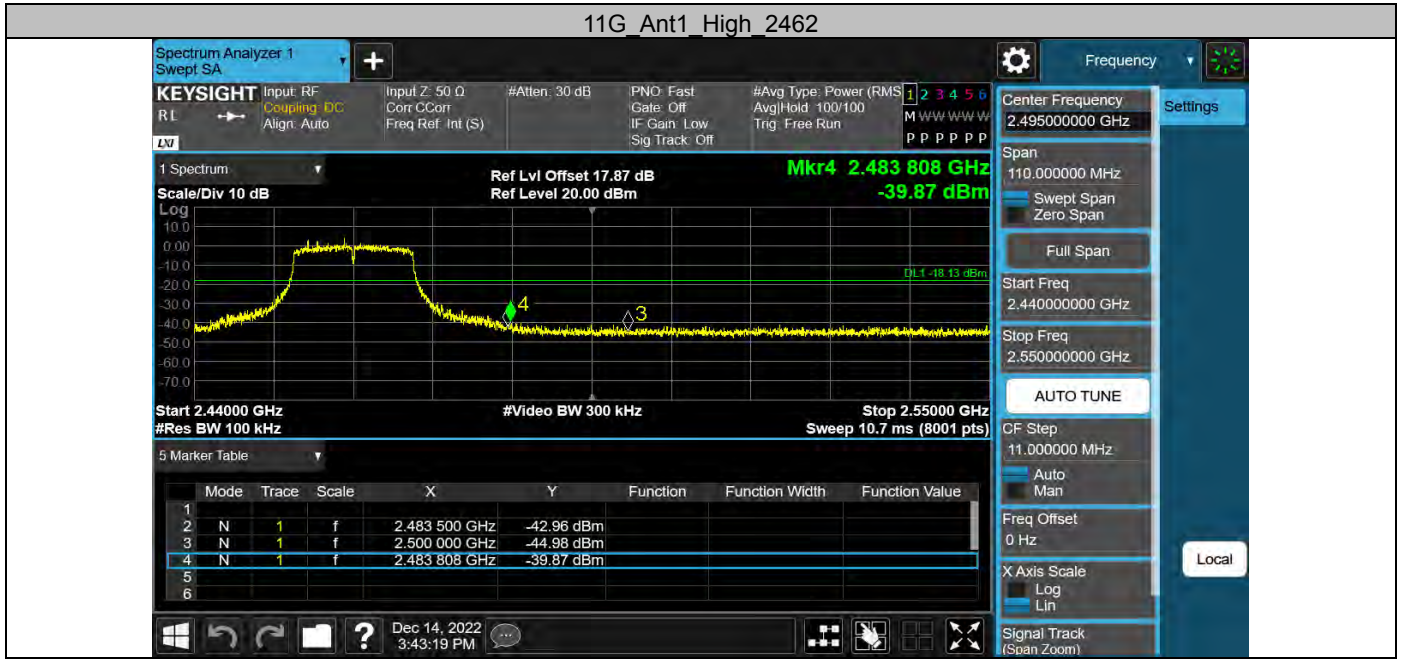 11G_Ant1_High_2462
Spectrum Analyzer 1
Swept SA
+
Frequency
KEYSIGHT
RL
LXI
Input: RF
Coupling: DC
Align: Auto
Input Z: 50 Ω
Corr CCorr
Freq Ref: Int (S)
#Atten: 30 dB
PNO: Fast
Gate: Off
IF Gain: Low
Sig Track: Off
#Avg Type: Power (RMS
Avg|Hold: 100/100
Trig: Free Run
1 2 3 4 5 6
M W W W W W
P P P P P P
Center Frequency
2.495000000 GHz
Settings
1 Spectrum
Scale/Div 10 dB
Ref Lvl Offset 17.87 dB
Ref Level 20.00 dBm
Mkr4 2.483 808 GHz
-39.87 dBm
Span
110.000000 MHz
Swept Span
Zero Span
Full Span
Start Freq
2.440000000 GHz
Stop Freq
2.550000000 GHz
AUTO TUNE
CF Step
11.000000 MHz
Auto
Man
Freq Offset
0 Hz
X Axis Scale
Log
Lin
Signal Track
(Span Zoom)
Local
Log
10.0
0.00
-10.0
-20.0
-30.0
-40.0
-50.0
-60.0
-70.0
DL1 -18.13 dBm
4
3
Start 2.44000 GHz
#Video BW 300 kHz
Stop 2.55000 GHz
#Res BW 100 kHz
Sweep 10.7 ms (8001 pts)
5 Marker Table
Mode Trace Scale X Y Function Function Width Function Value
1
2 N 1 f 2.483 500 GHz -42.96 dBm
3 N 1 f 2.500 000 GHz -44.98 dBm
4 N 1 f 2.483 808 GHz -39.87 dBm
5
6
?
Dec 14, 2022
3:43:19 PM